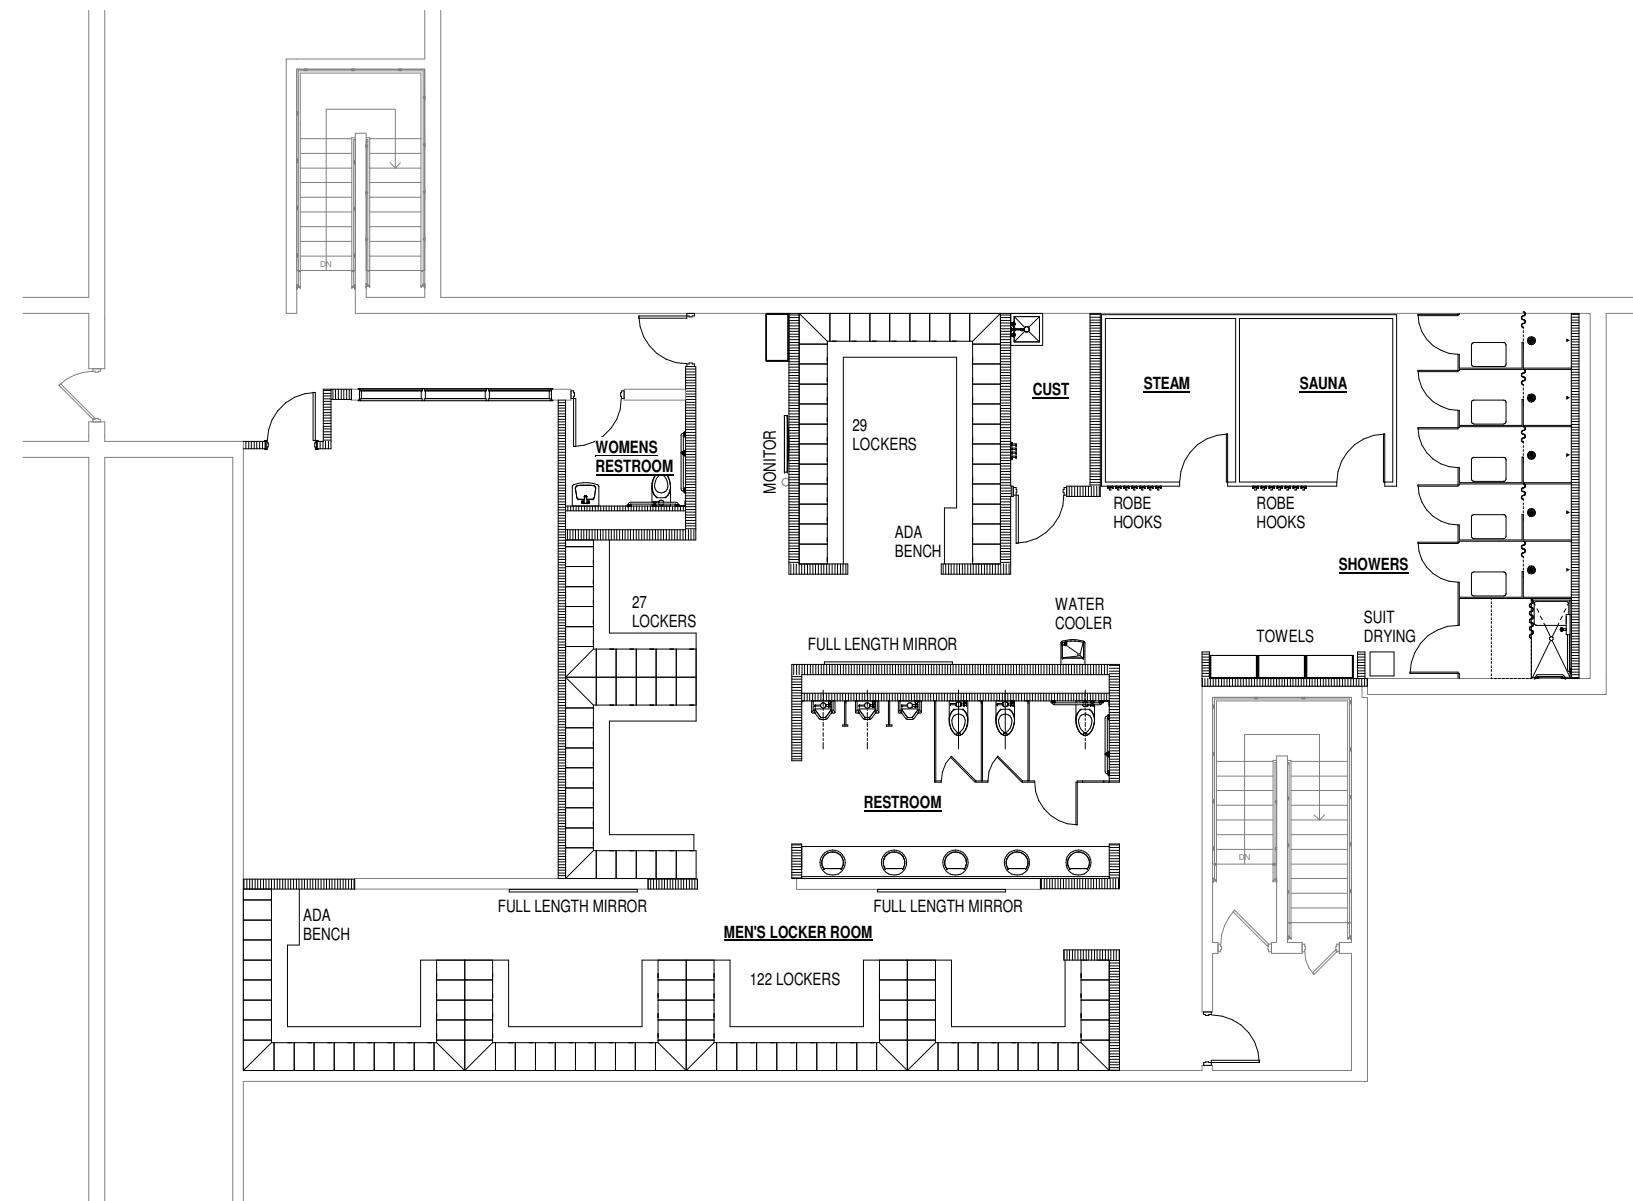 DN
WOMENS
RESTROOM
MONITOR
29
LOCKERS
ADA
BENCH
CUST
STEAM
SAUNA
ROBE
HOOKS
ROBE
HOOKS
SHOWERS
27
LOCKERS
WATER
COOLER
FULL LENGTH MIRROR
TOWELS
SUIT
DRYING
RESTROOM
DN
ADA
BENCH
FULL LENGTH MIRROR
FULL LENGTH MIRROR
MEN'S LOCKER ROOM
122 LOCKERS